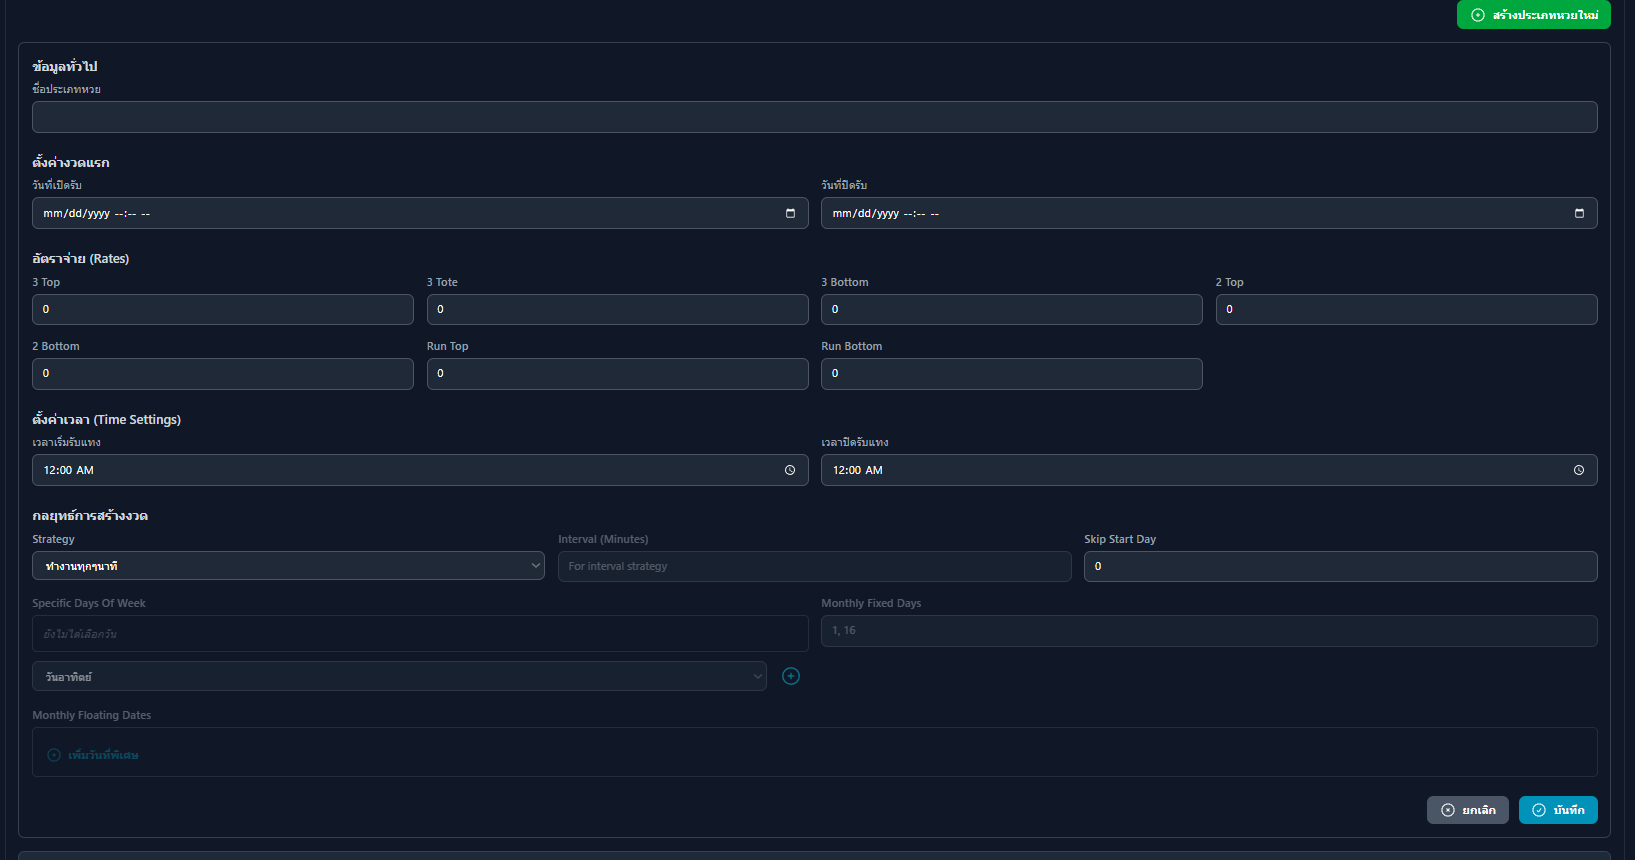 สร้างประเภทหวยใหม่
ข้อมูลทั่วไป
ชื่อประเภทหวย
ตั้งค่างวดแรก
วันที่เปิดรับ
วันที่ปิดรับ
mm/dd/yyyy --:-- --
mm/dd/yyyy --:-- --
อัตราจ่าย (Rates)
3 Top
3 Tote
3 Bottom
2 Top
0
0
0
0
2 Bottom
Run Top
Run Bottom
0
0
0
ตั้งค่าเวลา (Time Settings)
เวลาเริ่มรับแทง
เวลาปิดรับแทง
12:00 AM
12:00 AM
กลยุทธ์การสร้างงวด
Strategy
Interval (Minutes)
Skip Start Day
ทำงานทุกๆนาที
For interval strategy
0
Specific Days Of Week
Monthly Fixed Days
ยังไม่ได้เลือกวัน
1, 16
วันอาทิตย์
Monthly Floating Dates
เพิ่มวันที่พิเศษ
ยกเลิก
บันทึก